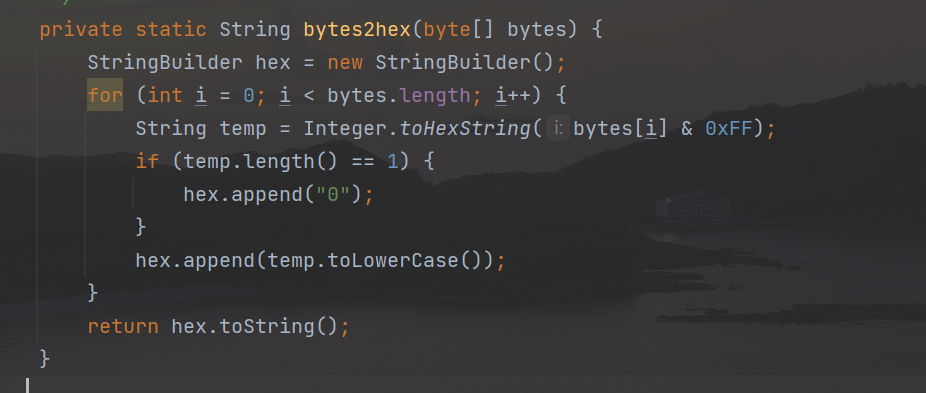 */
private static String bytes2hex(byte[] bytes) {
StringBuilder hex = new StringBuilder();
for (int i = 0; i < bytes.length; i++) {
String temp = Integer.toHexString( i: bytes[i] & 0xFF);
if (temp.length() == 1) {
hex.append("0");
}
hex.append(temp.toLowerCase());
}
return hex.toString();
}